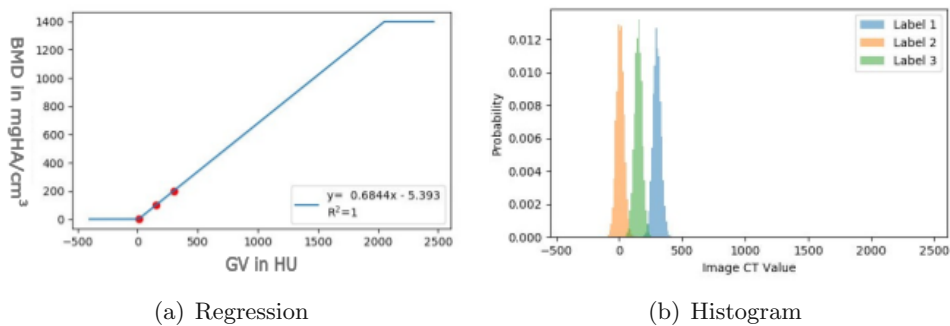 BMD in mgHA/cm³
1400
1200
1000
800
600
400
200
0
-500 0 500 1000 1500 2000 2500
GV in HU
y= 0.6844x - 5.393
R²=1
(a) Regression
Probability
0.012
0.010
0.008
0.006
0.004
0.002
0.000
-500 0 500 1000 1500 2000 2500
Image CT Value
Label 1
Label 2
Label 3
(b) Histogram